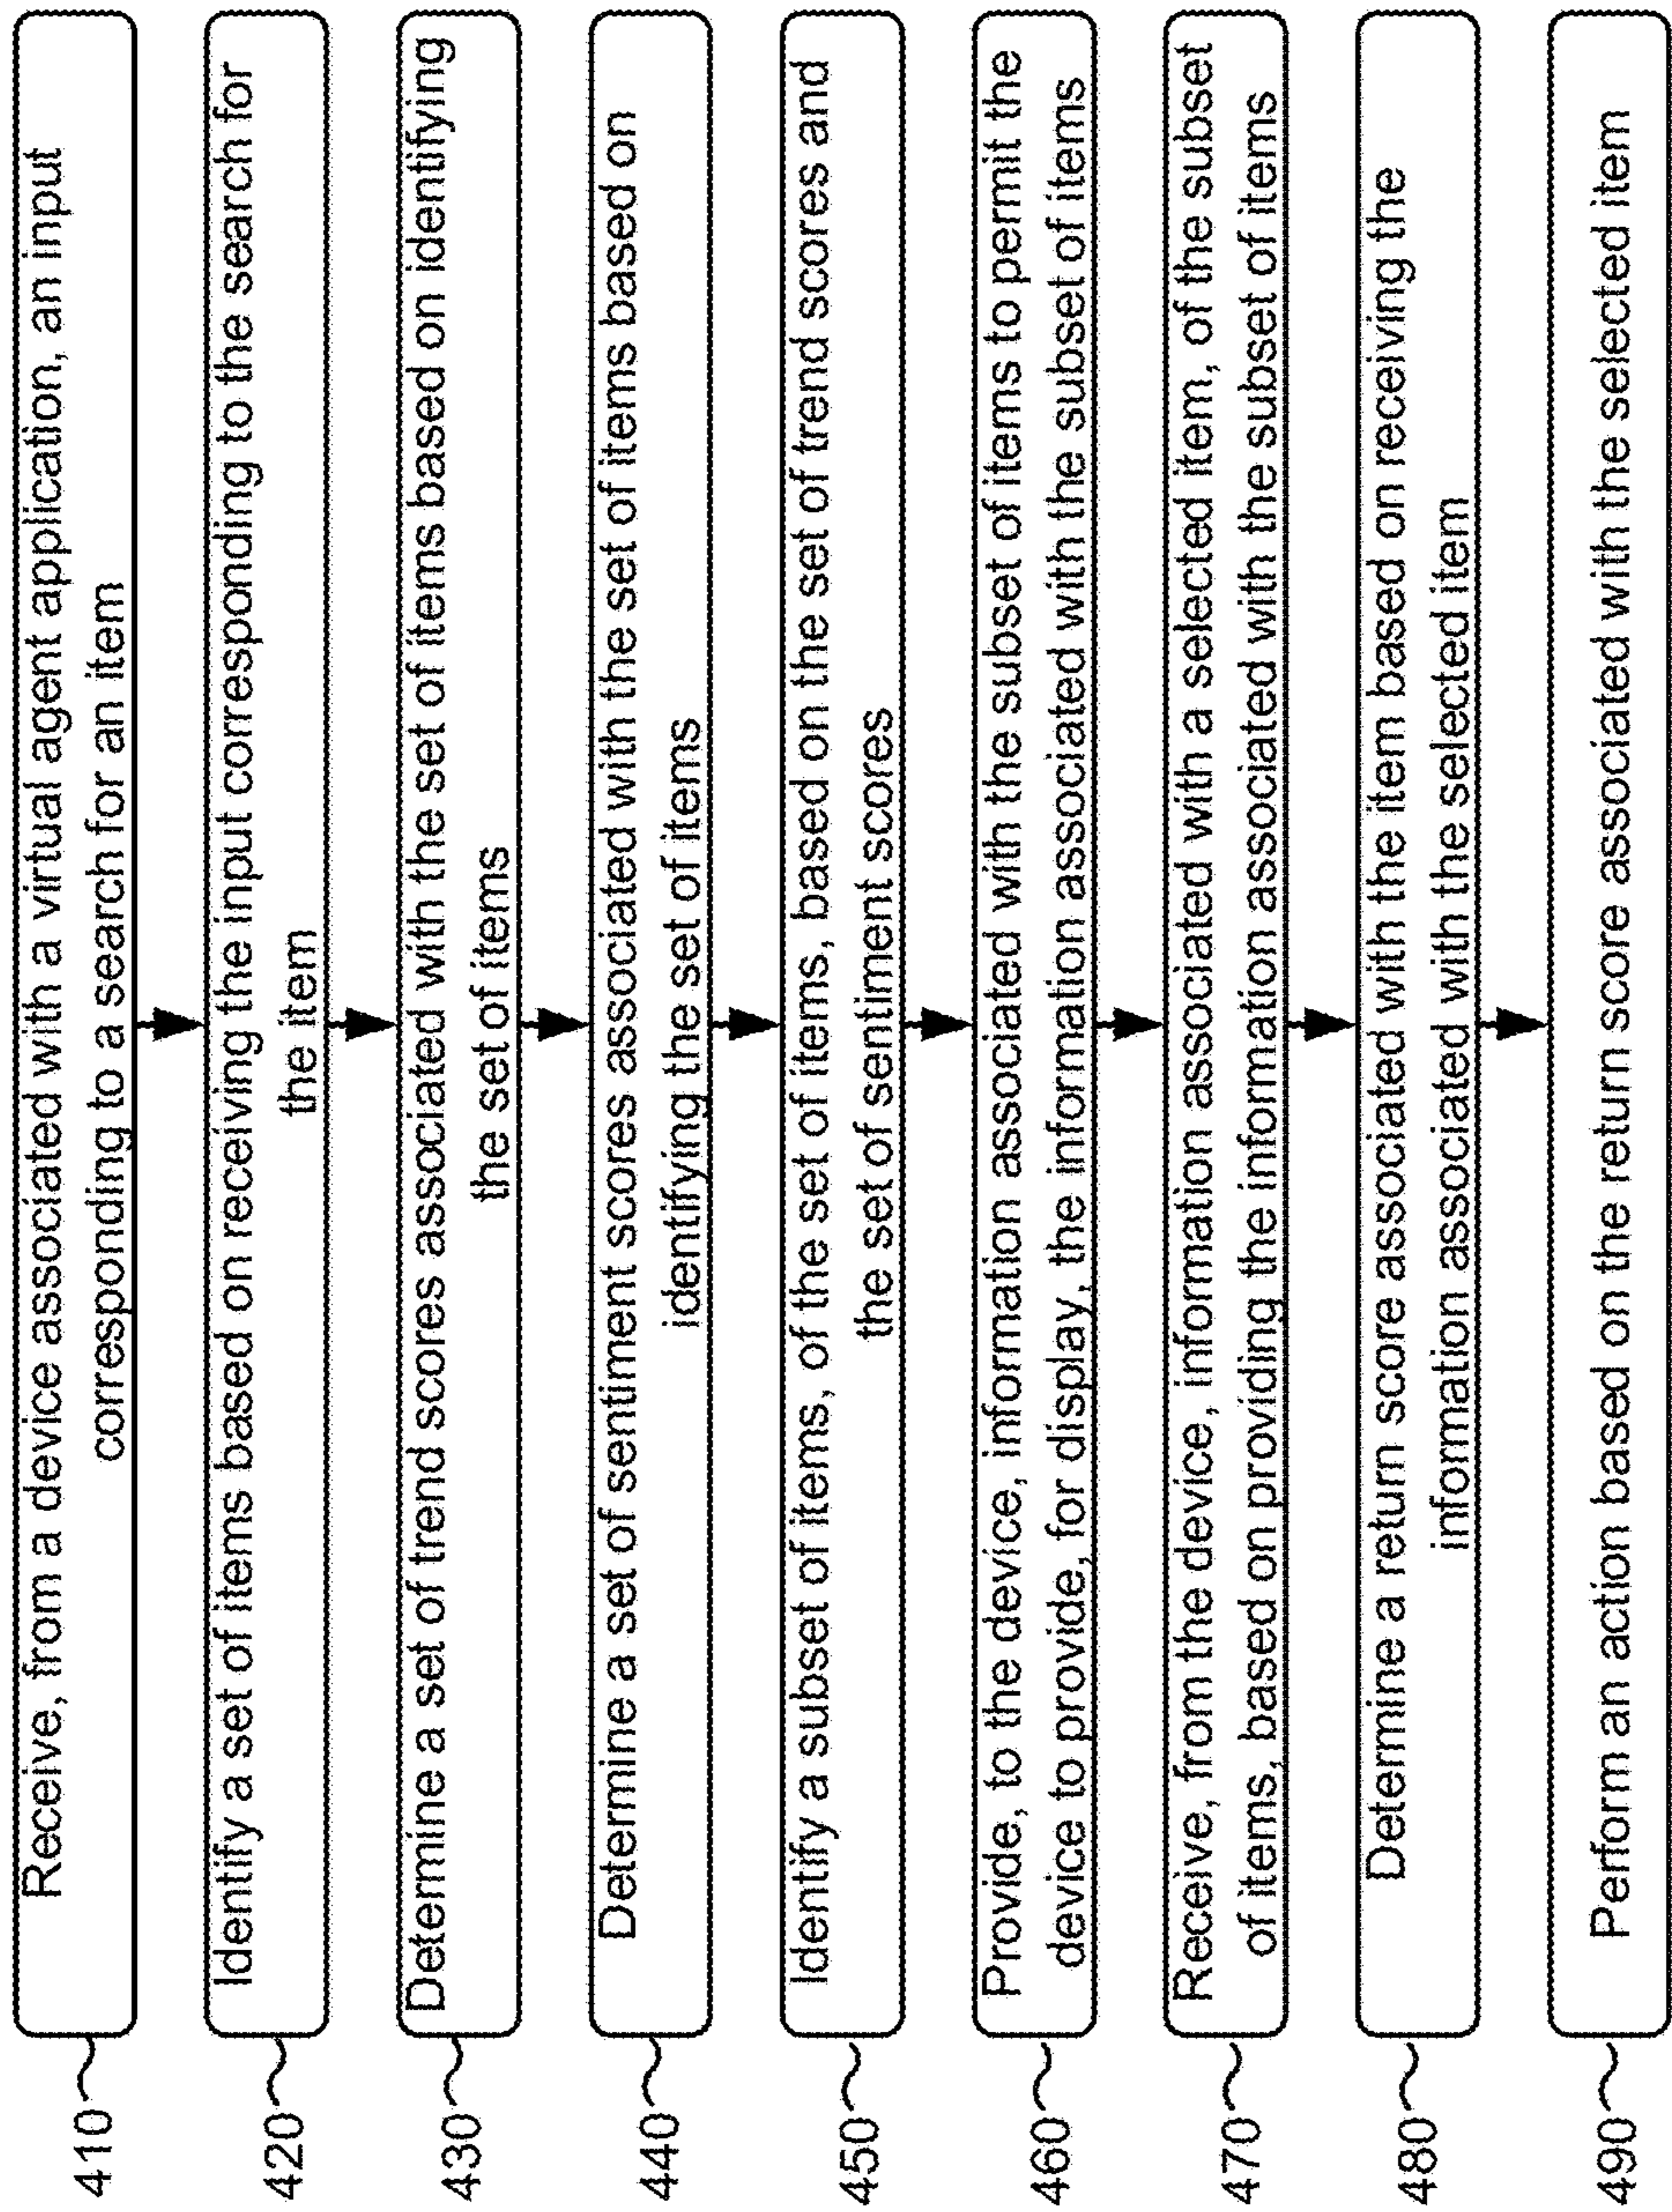 410
Receive, from a device associated with a virtual agent application, an input
corresponding to a search for an item
420
Identify a set of items based on receiving the input corresponding to the search for
the item
430
Determine a set of trend scores associated with the set of items based on identifying
the set of items
440
Determine a set of sentiment scores associated with the set of items based on
identifying the set of items
450
Identify a subset of items, of the set of items, based on the set of trend scores and
the set of sentiment scores
460
Provide, to the device, information associated with the subset of items to permit the
device to provide, for display, the information associated with the subset of items
470
Receive, from the device, information associated with a selected item, of the subset
of items, based on providing the information associated with the subset of items
480
Determine a return score associated with the item based on receiving the
information associated with the selected item
490
Perform an action based on the return score associated with the selected item